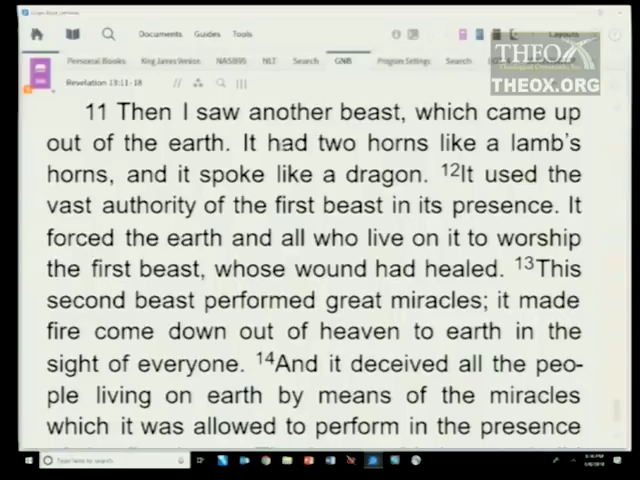 Documents Guides Tools Layouts
Personal Books King James Version NASB95 NLT Search GNB Program Settings Search
Revelation 13:11-18
THEOX
THEOX.ORG
11 Then I saw another beast, which came up
out of the earth. It had two horns like a lamb's
horns, and it spoke like a dragon. 12It used the
vast authority of the first beast in its presence. It
forced the earth and all who live on it to worship
the first beast, whose wound had healed. 13This
second beast performed great miracles; it made
fire come down out of heaven to earth in the
sight of everyone. 14And it deceived all the peo-
ple living on earth by means of the miracles
which it was allowed to perform in the presence
Type here to search